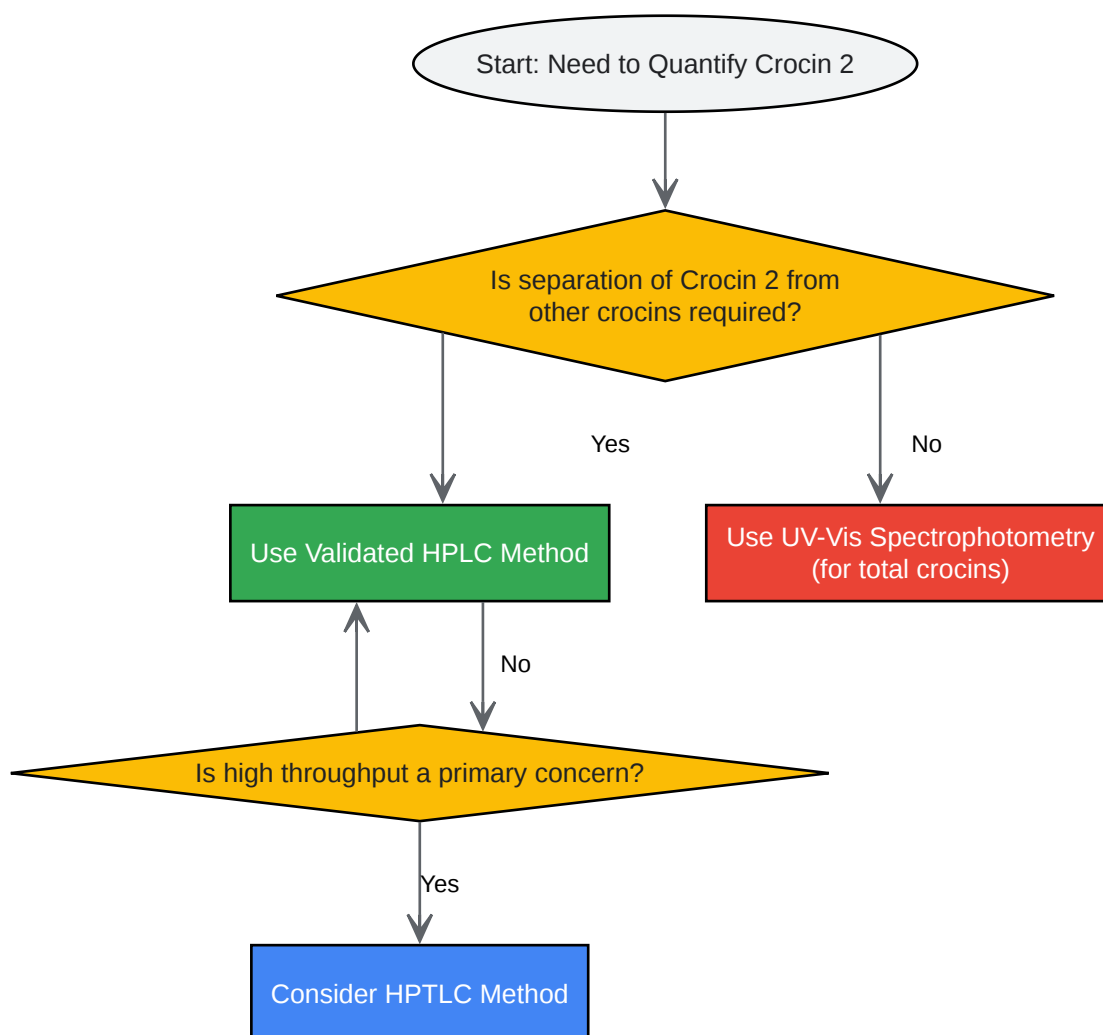 Start: Need to Quantify Crocin 2
Is separation of Crocin 2 from
other crocins required?
Yes
No
Use Validated HPLC Method
Use UV-Vis Spectrophotometry
(for total crocins)
No
Is high throughput a primary concern?
Yes
Consider HPTLC Method